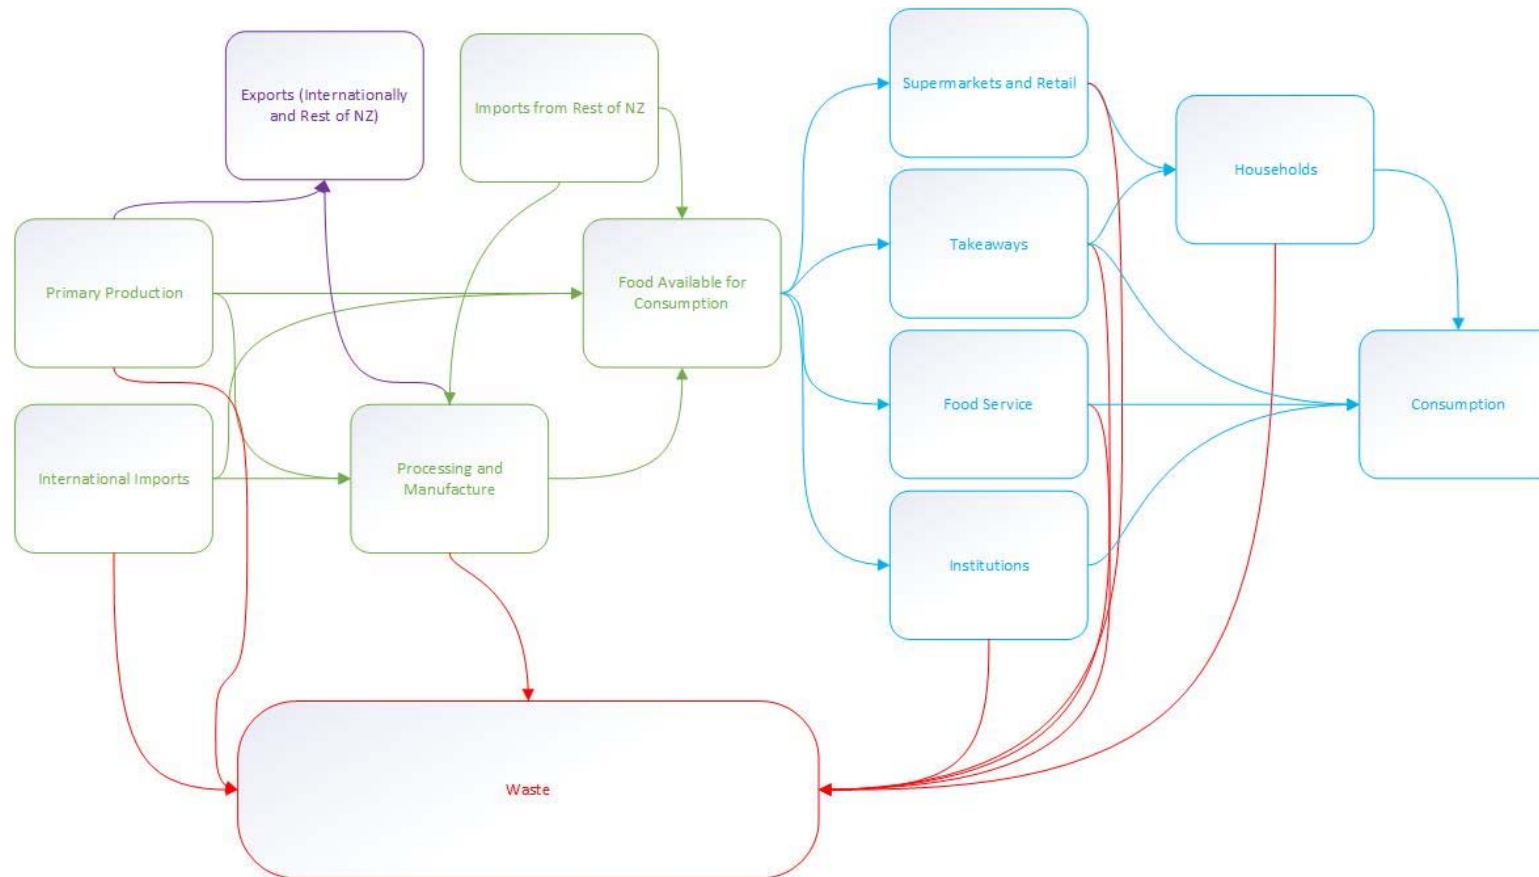 Exports (Internationally
and Rest of NZ)
Imports from Rest of NZ
Supermarkets and Retail
Households
Primary Production
Food Available for
Consumption
Takeaways
International Imports
Processing and
Manufacture
Food Service
Consumption
Institutions
Waste